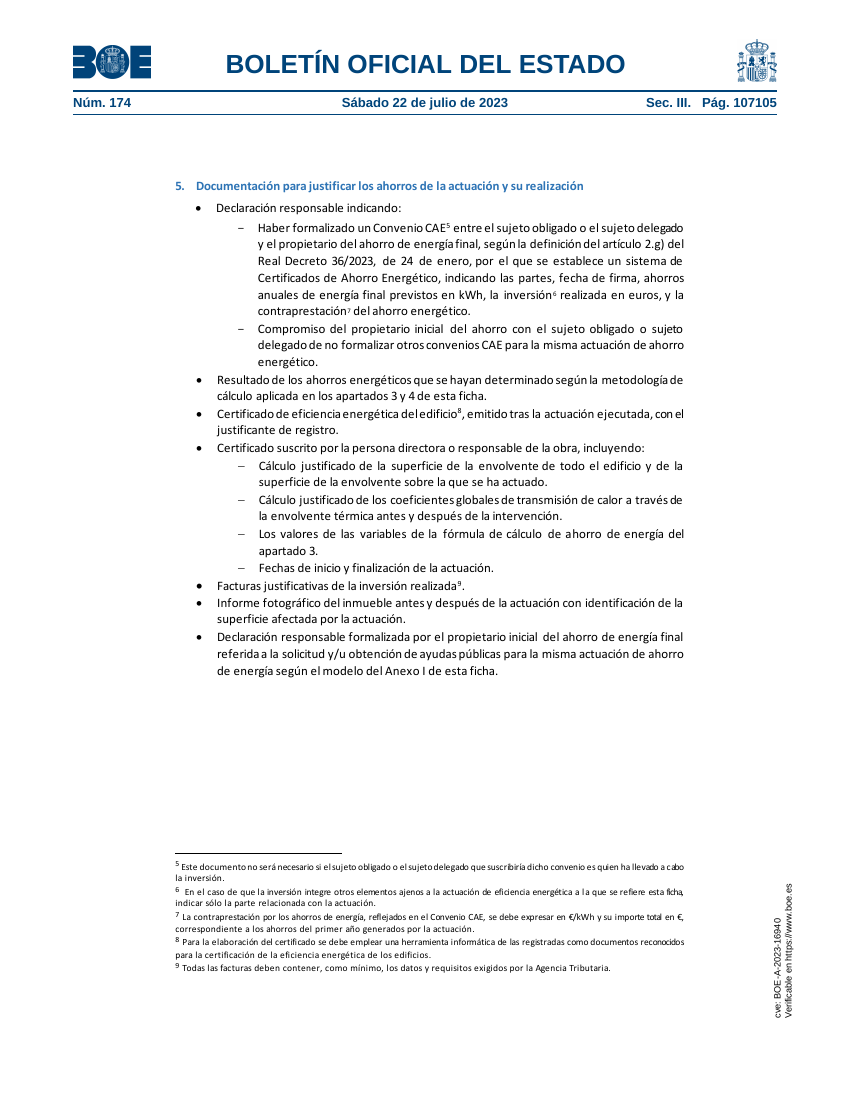 BOE
BOLETÍN OFICIAL DEL ESTADO
Núm. 174 Sábado 22 de julio de 2023 Sec. III. Pág. 107105
5. Documentación para justificar los ahorros de la actuación y su realización
• Declaración responsable indicando:
− Haber formalizado un Convenio CAE⁵ entre el sujeto obligado o el sujeto delegado
y el propietario del ahorro de energía final, según la definición del artículo 2.g) del
Real Decreto 36/2023, de 24 de enero, por el que se establece un sistema de
Certificados de Ahorro Energético, indicando las partes, fecha de firma, ahorros
anuales de energía final previstos en kWh, la inversión⁶ realizada en euros, y la
contraprestación⁷ del ahorro energético.
− Compromiso del propietario inicial del ahorro con el sujeto obligado o sujeto
delegado de no formalizar otros convenios CAE para la misma actuación de ahorro
energético.
• Resultado de los ahorros energéticos que se hayan determinado según la metodología de
cálculo aplicada en los apartados 3 y 4 de esta ficha.
• Certificado de eficiencia energética del edificio⁸, emitido tras la actuación ejecutada, con el
justificante de registro.
• Certificado suscrito por la persona directora o responsable de la obra, incluyendo:
− Cálculo justificado de la superficie de la envolvente de todo el edificio y de la
superficie de la envolvente sobre la que se ha actuado.
− Cálculo justificado de los coeficientes globales de transmisión de calor a través de
la envolvente térmica antes y después de la intervención.
− Los valores de las variables de la fórmula de cálculo de ahorro de energía del
apartado 3.
− Fechas de inicio y finalización de la actuación.
• Facturas justificativas de la inversión realizada⁹.
• Informe fotográfico del inmueble antes y después de la actuación con identificación de la
superficie afectada por la actuación.
• Declaración responsable formalizada por el propietario inicial del ahorro de energía final
referida a la solicitud y/u obtención de ayudas públicas para la misma actuación de ahorro
de energía según el modelo del Anexo I de esta ficha.
⁵ Este documento no será necesario si el sujeto obligado o el sujeto delegado que suscribiría dicho convenio es quien ha llevado a cabo
la inversión.
⁶ En el caso de que la inversión integre otros elementos ajenos a la actuación de eficiencia energética a la que se refiere esta ficha,
indicar sólo la parte relacionada con la actuación.
⁷ La contraprestación por los ahorros de energía, reflejados en el Convenio CAE, se debe expresar en €/kWh y su importe total en €,
correspondiente a los ahorros del primer año generados por la actuación.
⁸ Para la elaboración del certificado se debe emplear una herramienta informática de las registradas como documentos reconocidos
para la certificación de la eficiencia energética de los edificios.
⁹ Todas las facturas deben contener, como mínimo, los datos y requisitos exigidos por la Agencia Tributaria.
cve: BOE-A-2023-16940
Verificable en https://www.boe.es